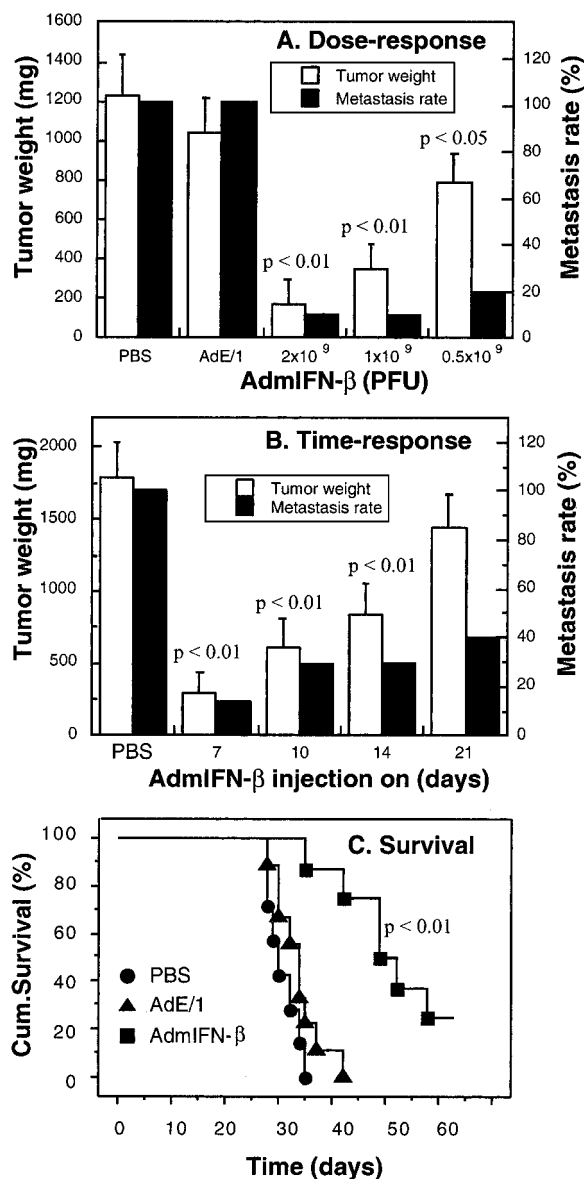 A. Dose-response
Tumor weight (mg)
1600
1400
1200
1000
800
600
400
200
0
Tumor weight
Metastasis rate
p < 0.01
p < 0.01
p < 0.05
120
100
80
60
40
20
0
Metastasis rate (%)
PBS
AdE/1
2x10 9
1x10 9
0.5x10 9
AdmIFN-β (PFU)
B. Time-response
Tumor weight (mg)
2000
1500
1000
500
0
Tumor weight
Metastasis rate
p < 0.01
p < 0.01
p < 0.01
120
100
80
60
40
20
0
Metastasis rate (%)
PBS
7
10
14
21
AdmIFN-β injection on (days)
C. Survival
Cum.Survival (%)
100
80
60
40
20
0
PBS
AdE/1
AdmIFN-β
p < 0.01
0
10
20
30
40
50
60
Time (days)